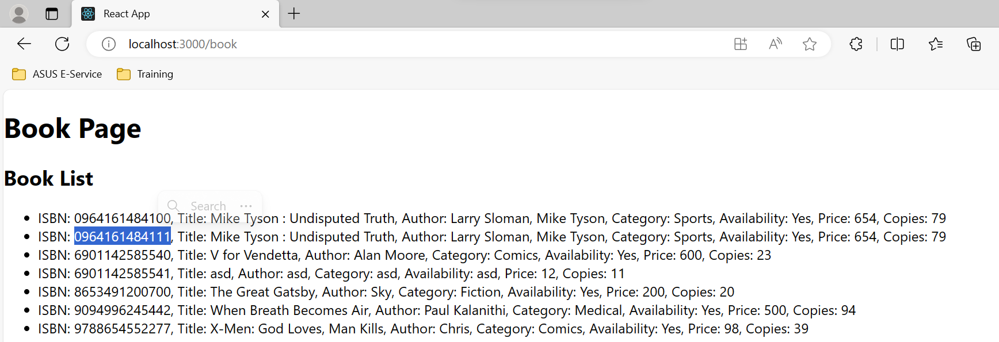 React App
localhost:3000/book
ASUS E-Service Training
Book Page
Book List
Search
ISBN: 0964161484100, Title: Mike Tyson : Undisputed Truth, Author: Larry Sloman, Mike Tyson, Category: Sports, Availability: Yes, Price: 654, Copies: 79
ISBN: 0964161484111, Title: Mike Tyson : Undisputed Truth, Author: Larry Sloman, Mike Tyson, Category: Sports, Availability: Yes, Price: 654, Copies: 79
ISBN: 6901142585540, Title: V for Vendetta, Author: Alan Moore, Category: Comics, Availability: Yes, Price: 600, Copies: 23
ISBN: 6901142585541, Title: asd, Author: asd, Category: asd, Availability: asd, Price: 12, Copies: 11
ISBN: 8653491200700, Title: The Great Gatsby, Author: Sky, Category: Fiction, Availability: Yes, Price: 200, Copies: 20
ISBN: 9094996245442, Title: When Breath Becomes Air, Author: Paul Kalanithi, Category: Medical, Availability: Yes, Price: 500, Copies: 94
ISBN: 9788654552277, Title: X-Men: God Loves, Man Kills, Author: Chris, Category: Comics, Availability: Yes, Price: 98, Copies: 39